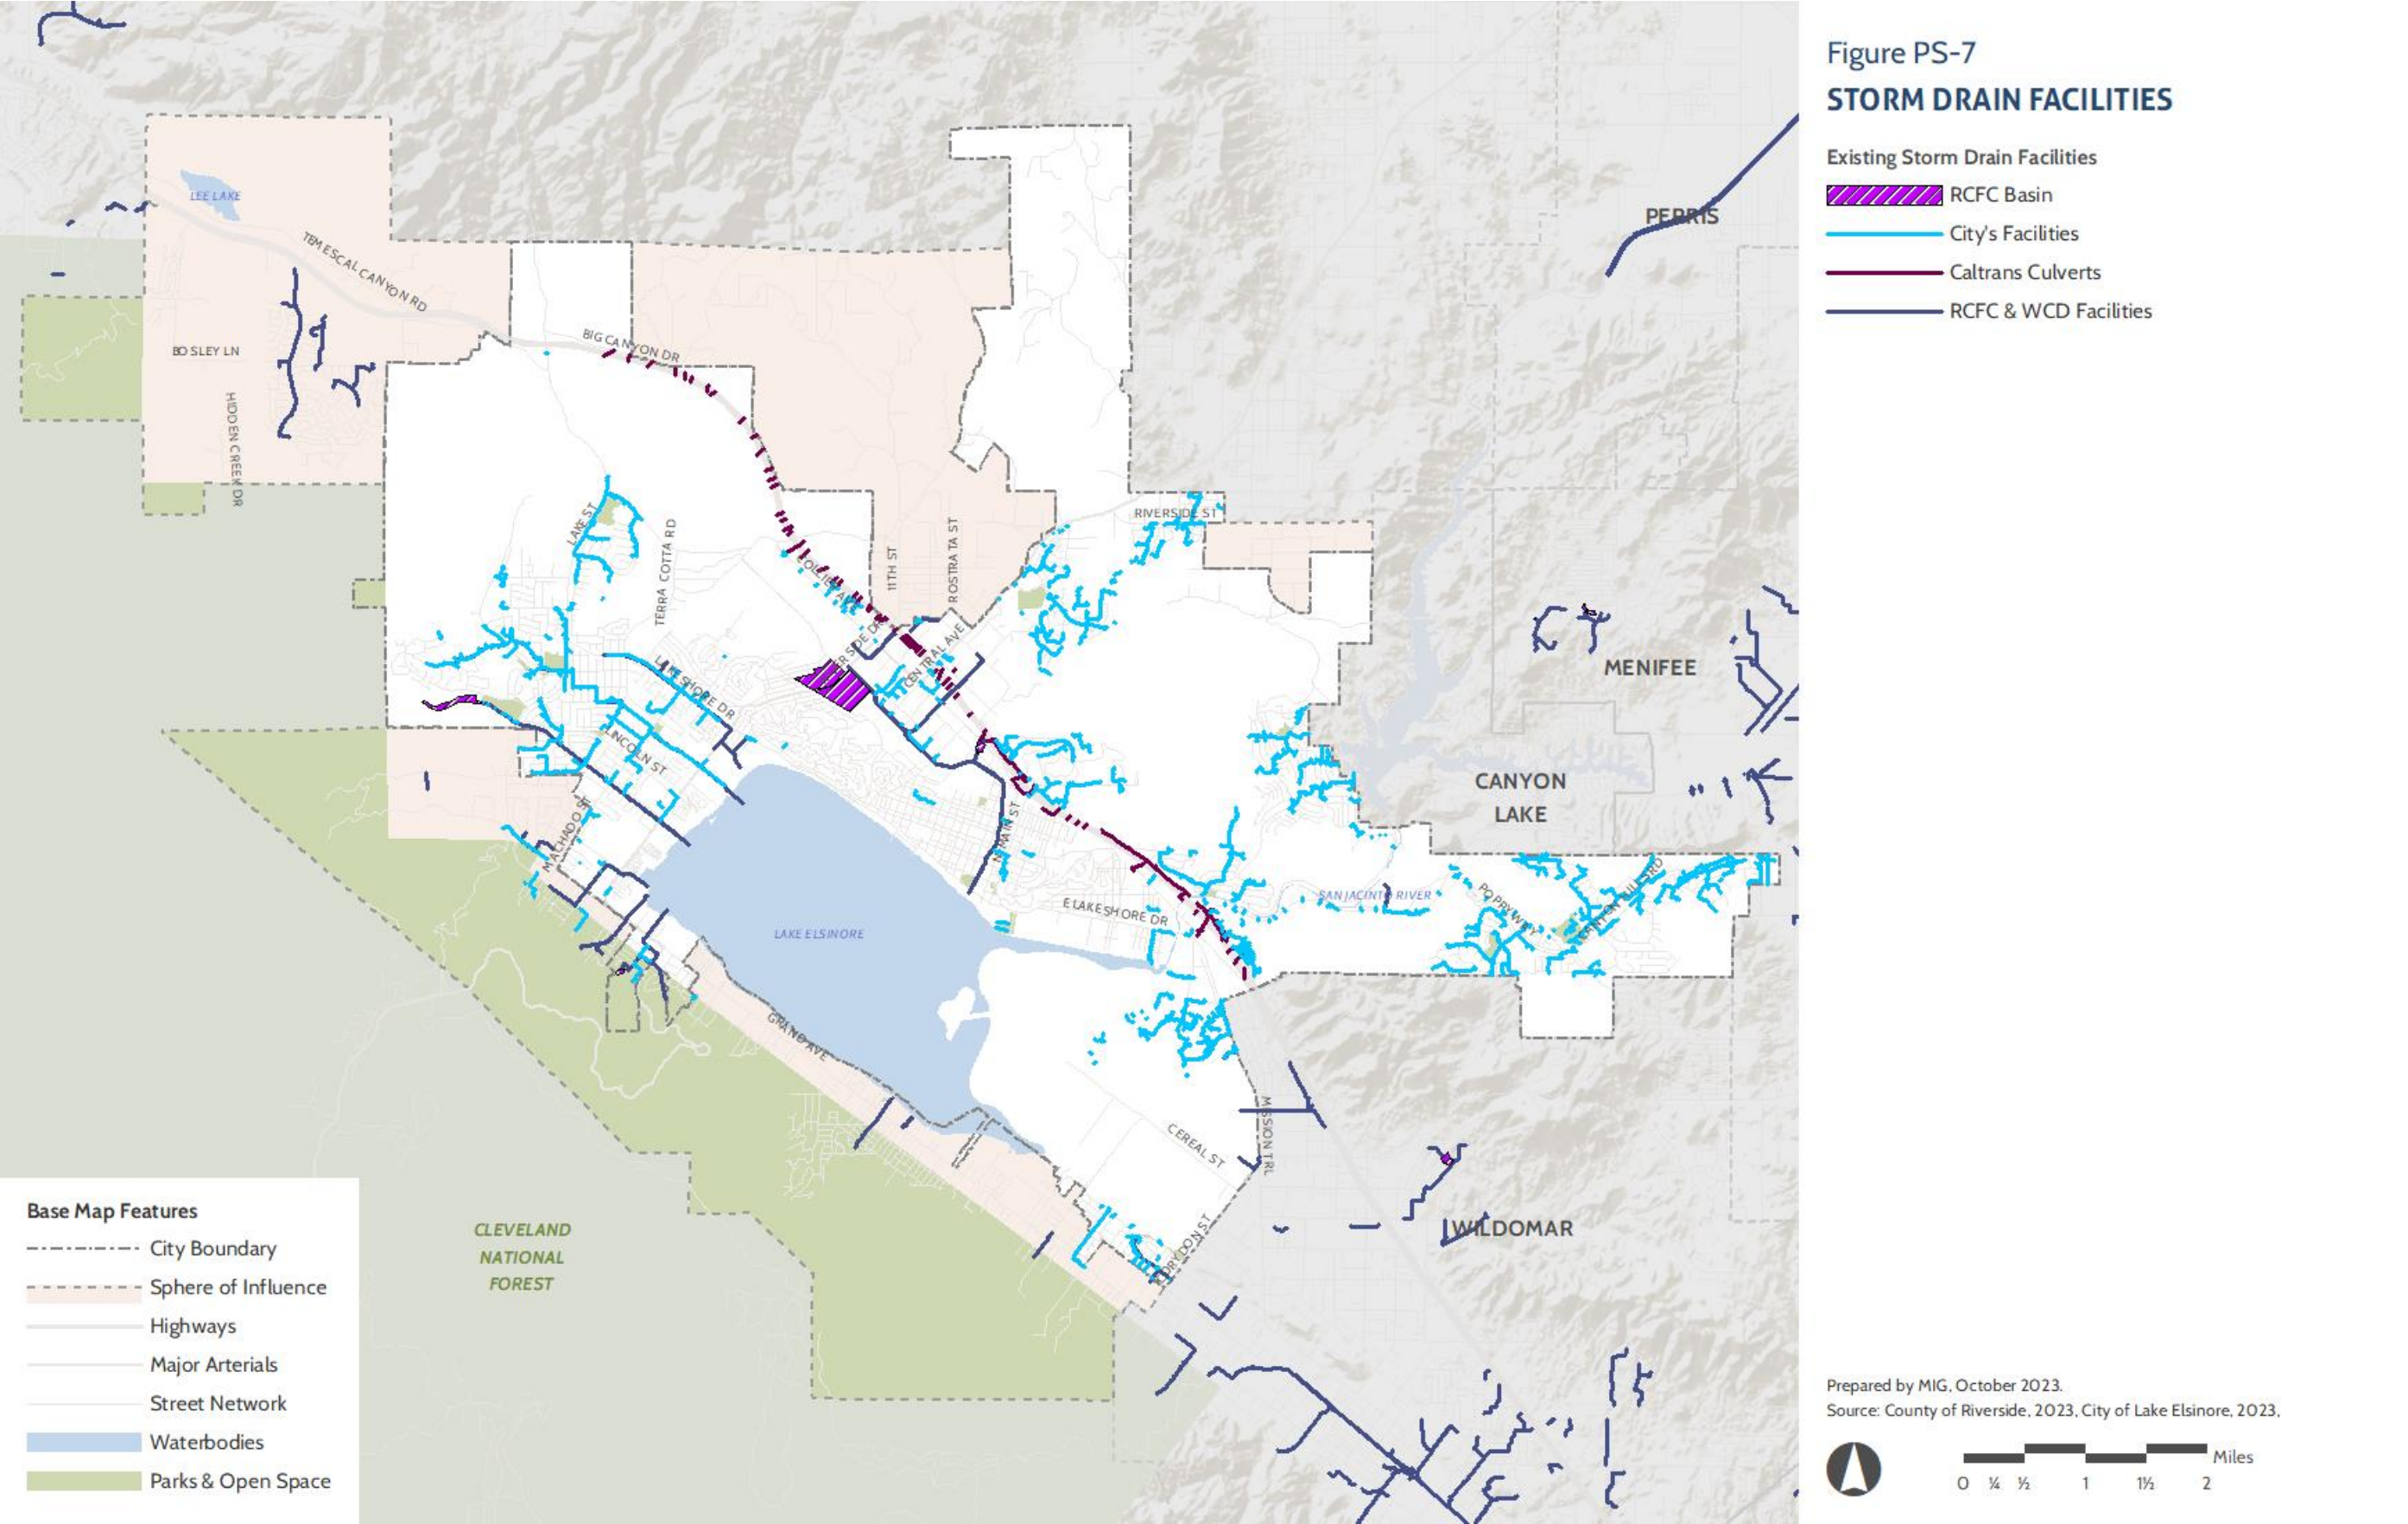 Figure PS-7
STORM DRAIN FACILITIES
Existing Storm Drain Facilities
RCFC Basin
City's Facilities
Caltrans Culverts
RCFC & WCD Facilities
LEE LAKE
TEMESCAL CANYON RD
BIG CANYON DR
BOSLEY LN
HIDDEN CREEK DR
PERRIS
LAKE ST
TERRA COTTA RD
11TH ST
ROSTRATA ST
RIVERSIDE ST
CENTRAL AVE
LAKESHORE DR
LINCOLN ST
MENIFEE
CANYON
LAKE
MACHADO ST
N MAIN ST
E LAKESHORE DR
SAN JACINTO RIVER
POPPY WAY
LAKE ELSINORE
GRAND AVE
CEREAL ST
MISSION TRL
WILDOMAR
CLEVELAND
NATIONAL
FOREST
Base Map Features
City Boundary
Sphere of Influence
Highways
Major Arterials
Street Network
Waterbodies
Parks & Open Space
Prepared by MIG, October 2023.
Source: County of Riverside, 2023, City of Lake Elsinore, 2023,
Miles
0 ¼ ½ 1 1½ 2